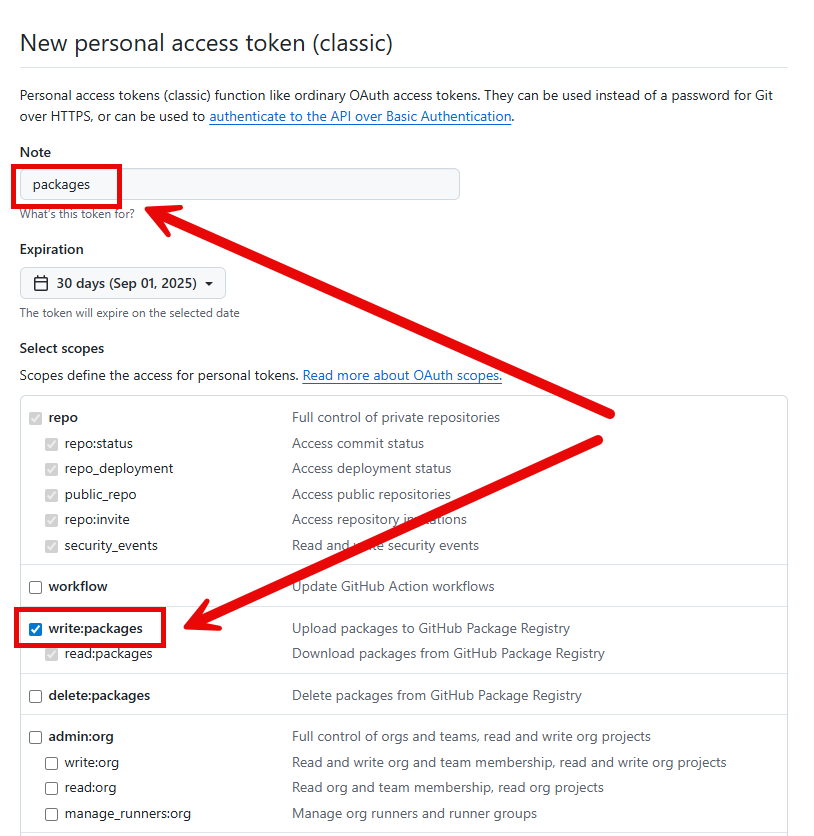 New personal access token (classic)
Personal access tokens (classic) function like ordinary OAuth access tokens. They can be used instead of a password for Git
over HTTPS, or can be used to authenticate to the API over Basic Authentication.
Note
packages
What's this token for?
Expiration
30 days (Sep 01, 2025)
The token will expire on the selected date
Select scopes
Scopes define the access for personal tokens. Read more about OAuth scopes.
repo Full control of private repositories
repo:status Access commit status
repo_deployment Access deployment status
public_repo Access public repositories
repo:invite Access repository invitations
security_events Read and write security events
workflow Update GitHub Action workflows
write:packages Upload packages to GitHub Package Registry
read:packages Download packages from GitHub Package Registry
delete:packages Delete packages from GitHub Package Registry
admin:org Full control of orgs and teams, read and write org projects
write:org Read and write org and team membership, read and write org projects
read:org Read org and team membership, read org projects
manage_runners:org Manage org runners and runner groups